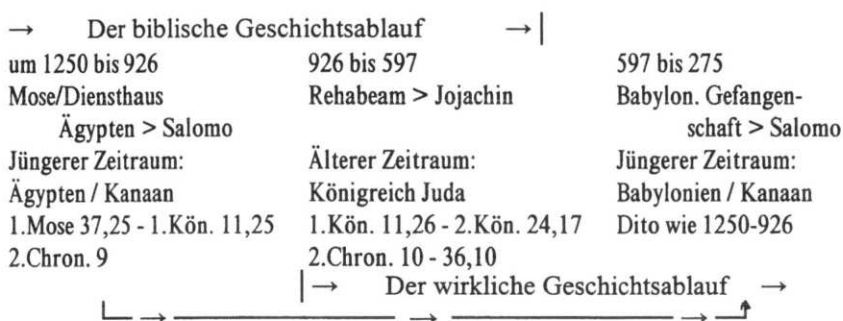 → Der biblische Geschichtsablauf →|
um 1250 bis 926 926 bis 597 597 bis 275
Mose/Diensthaus Rehabeam > Jojachin Babylon. Gefangen-
Ägypten > Salomo schaft > Salomo
Jüngerer Zeitraum: Älterer Zeitraum: Jüngerer Zeitraum:
Ägypten / Kanaan Königreich Juda Babylonien / Kanaan
1.Mose 37,25 - 1.Kön. 11,25 1.Kön. 11,26 - 2.Kön. 24,17 Dito wie 1250-926
2.Chron. 9 2.Chron. 10 - 36,10
|→ Der wirkliche Geschichtsablauf →